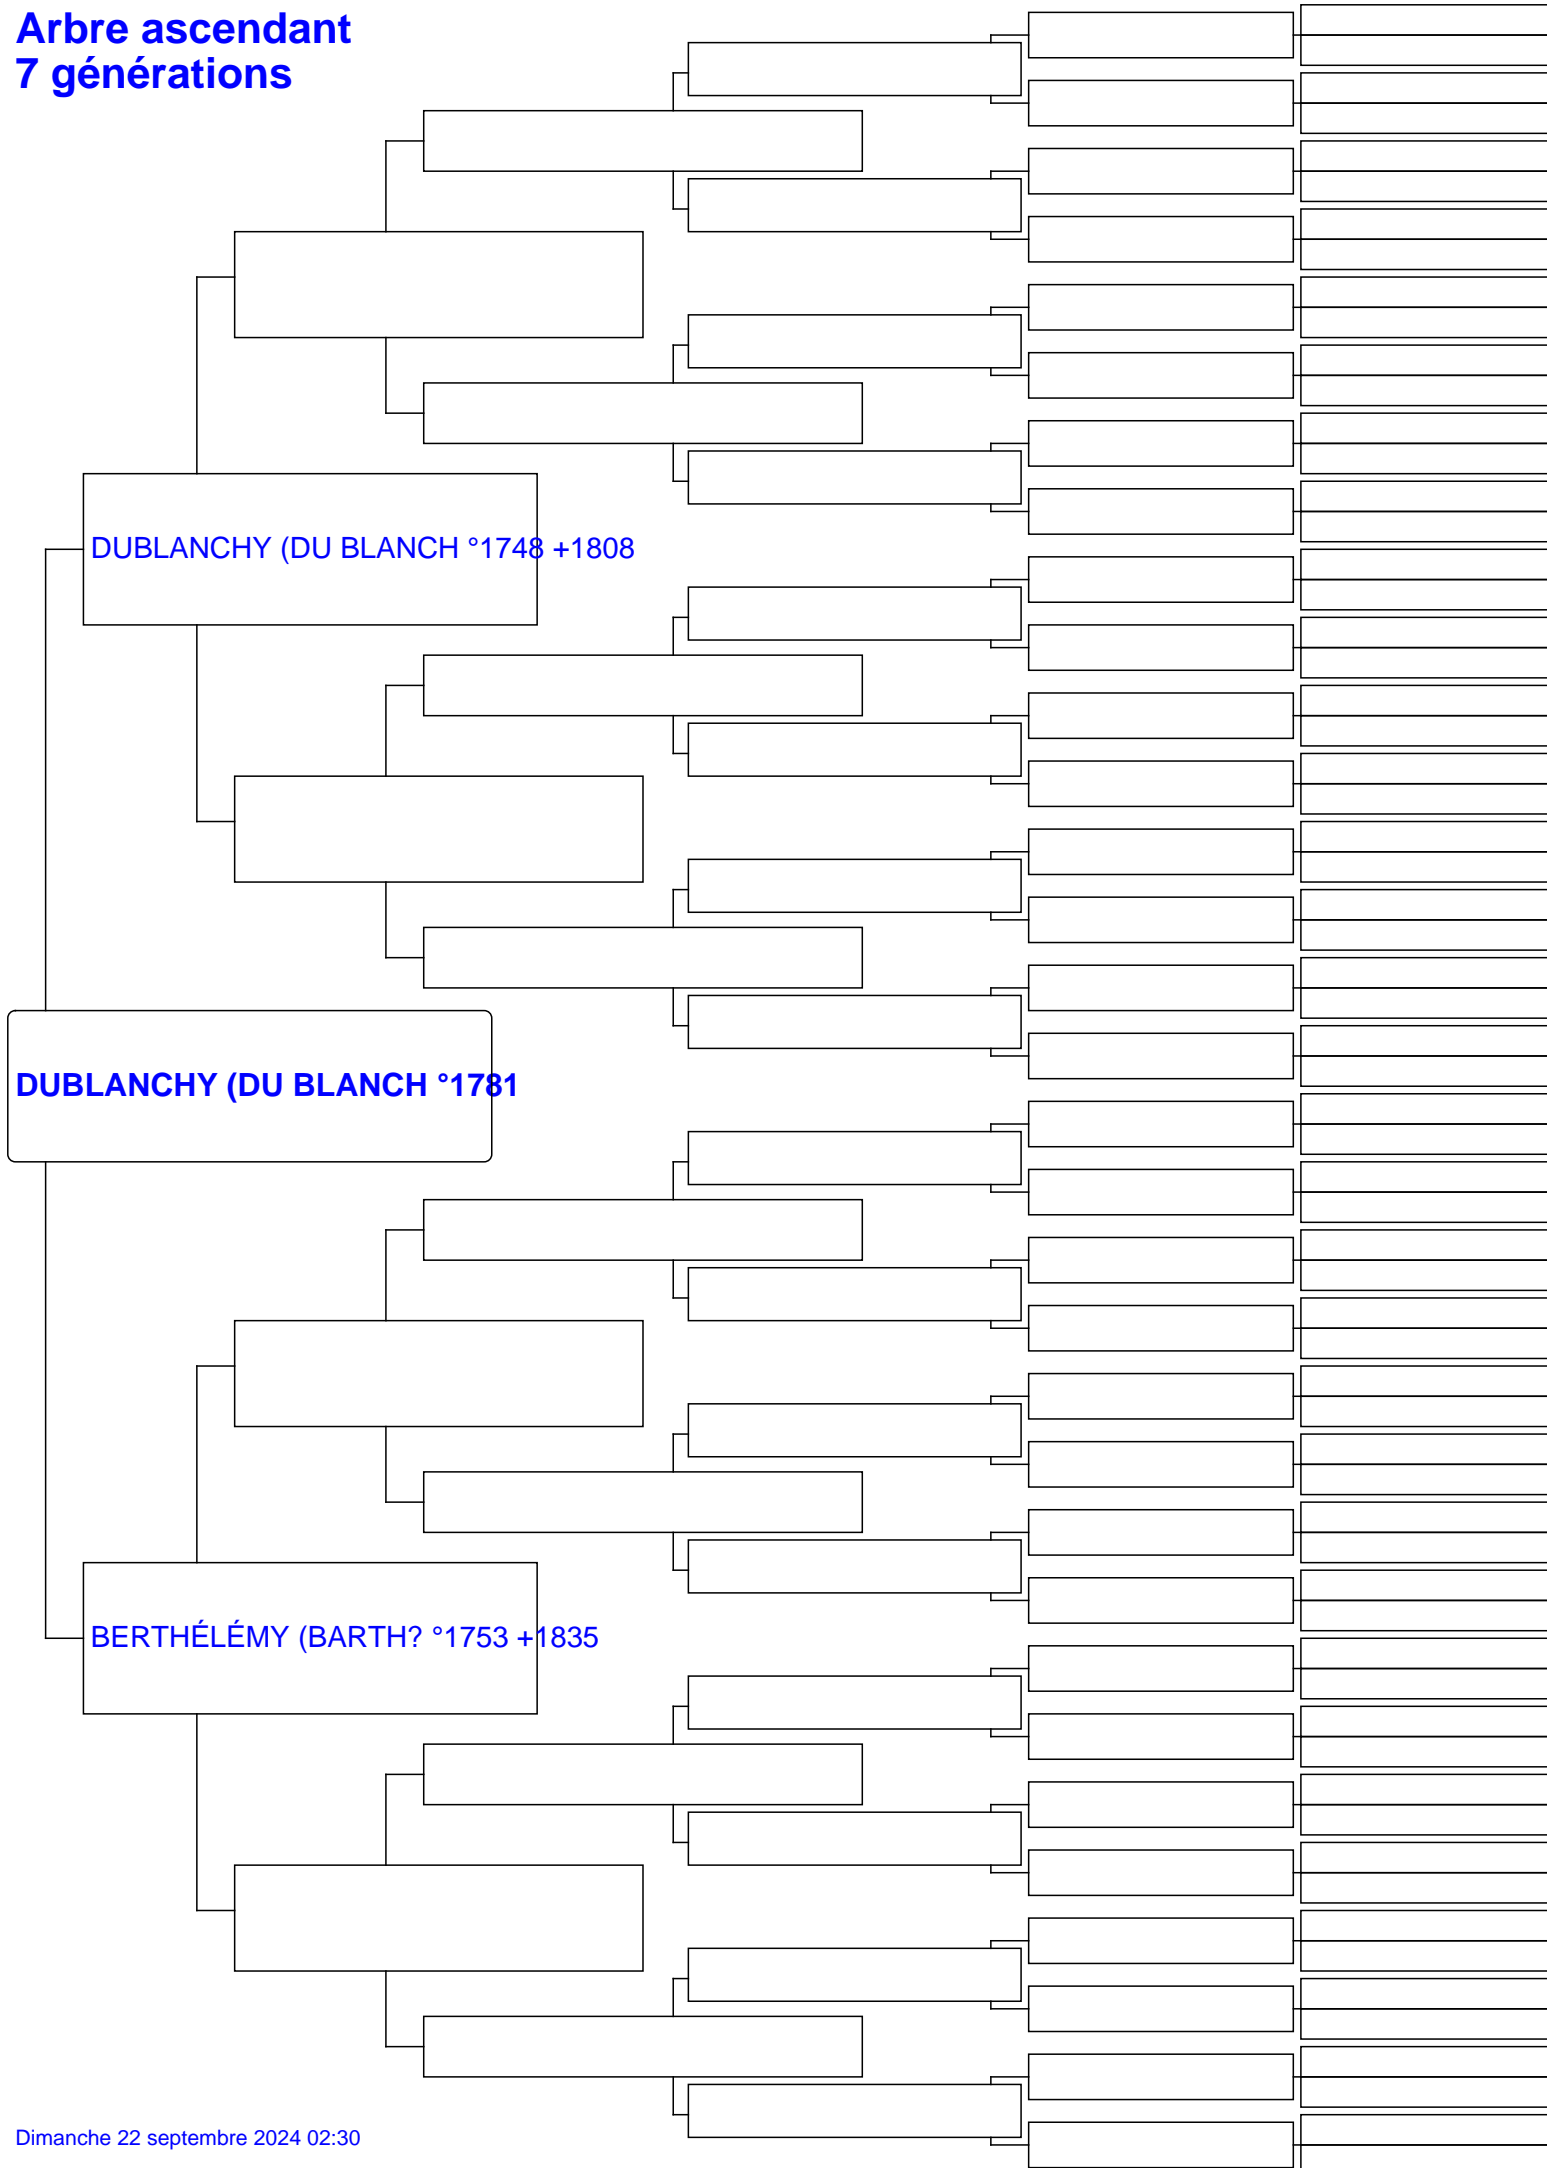 Arbre ascendant
7 générations
DUBLANCHY (DU BLANCH °1748 +1808
DUBLANCHY (DU BLANCH °1781
BERTHÉLÉMY (BARTH? °1753 +1835
Dimanche 22 septembre 2024 02:30